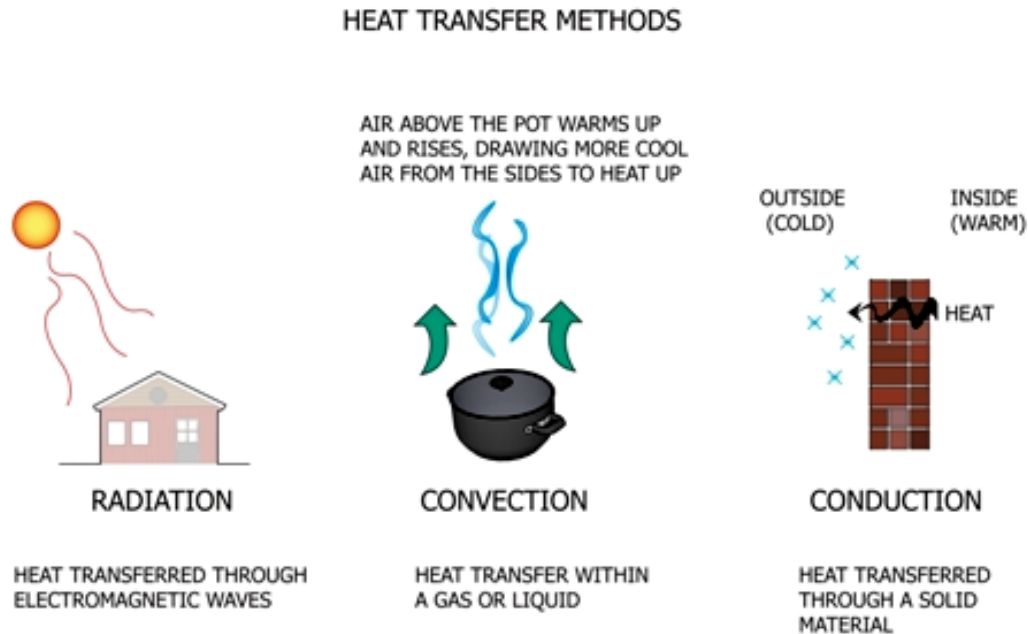 HEAT TRANSFER METHODS
AIR ABOVE THE POT WARMS UP
AND RISES, DRAWING MORE COOL
AIR FROM THE SIDES TO HEAT UP
OUTSIDE
(COLD)
INSIDE
(WARM)
HEAT
RADIATION
CONVECTION
CONDUCTION
HEAT TRANSFERRED THROUGH
ELECTROMAGNETIC WAVES
HEAT TRANSFER WITHIN
A GAS OR LIQUID
HEAT TRANSFERRED
THROUGH A SOLID
MATERIAL